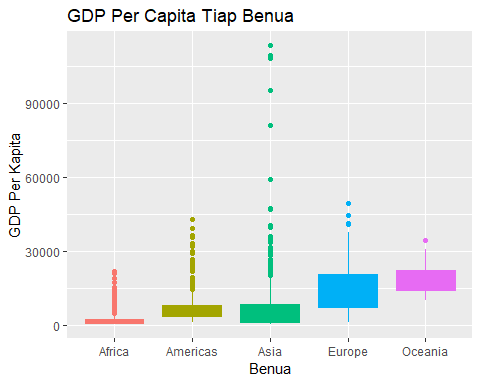 GDP Per Capita Tiap Benua
GDP Per Kapita
90000
60000
30000
0
Africa Americas Asia Europe Oceania
Benua